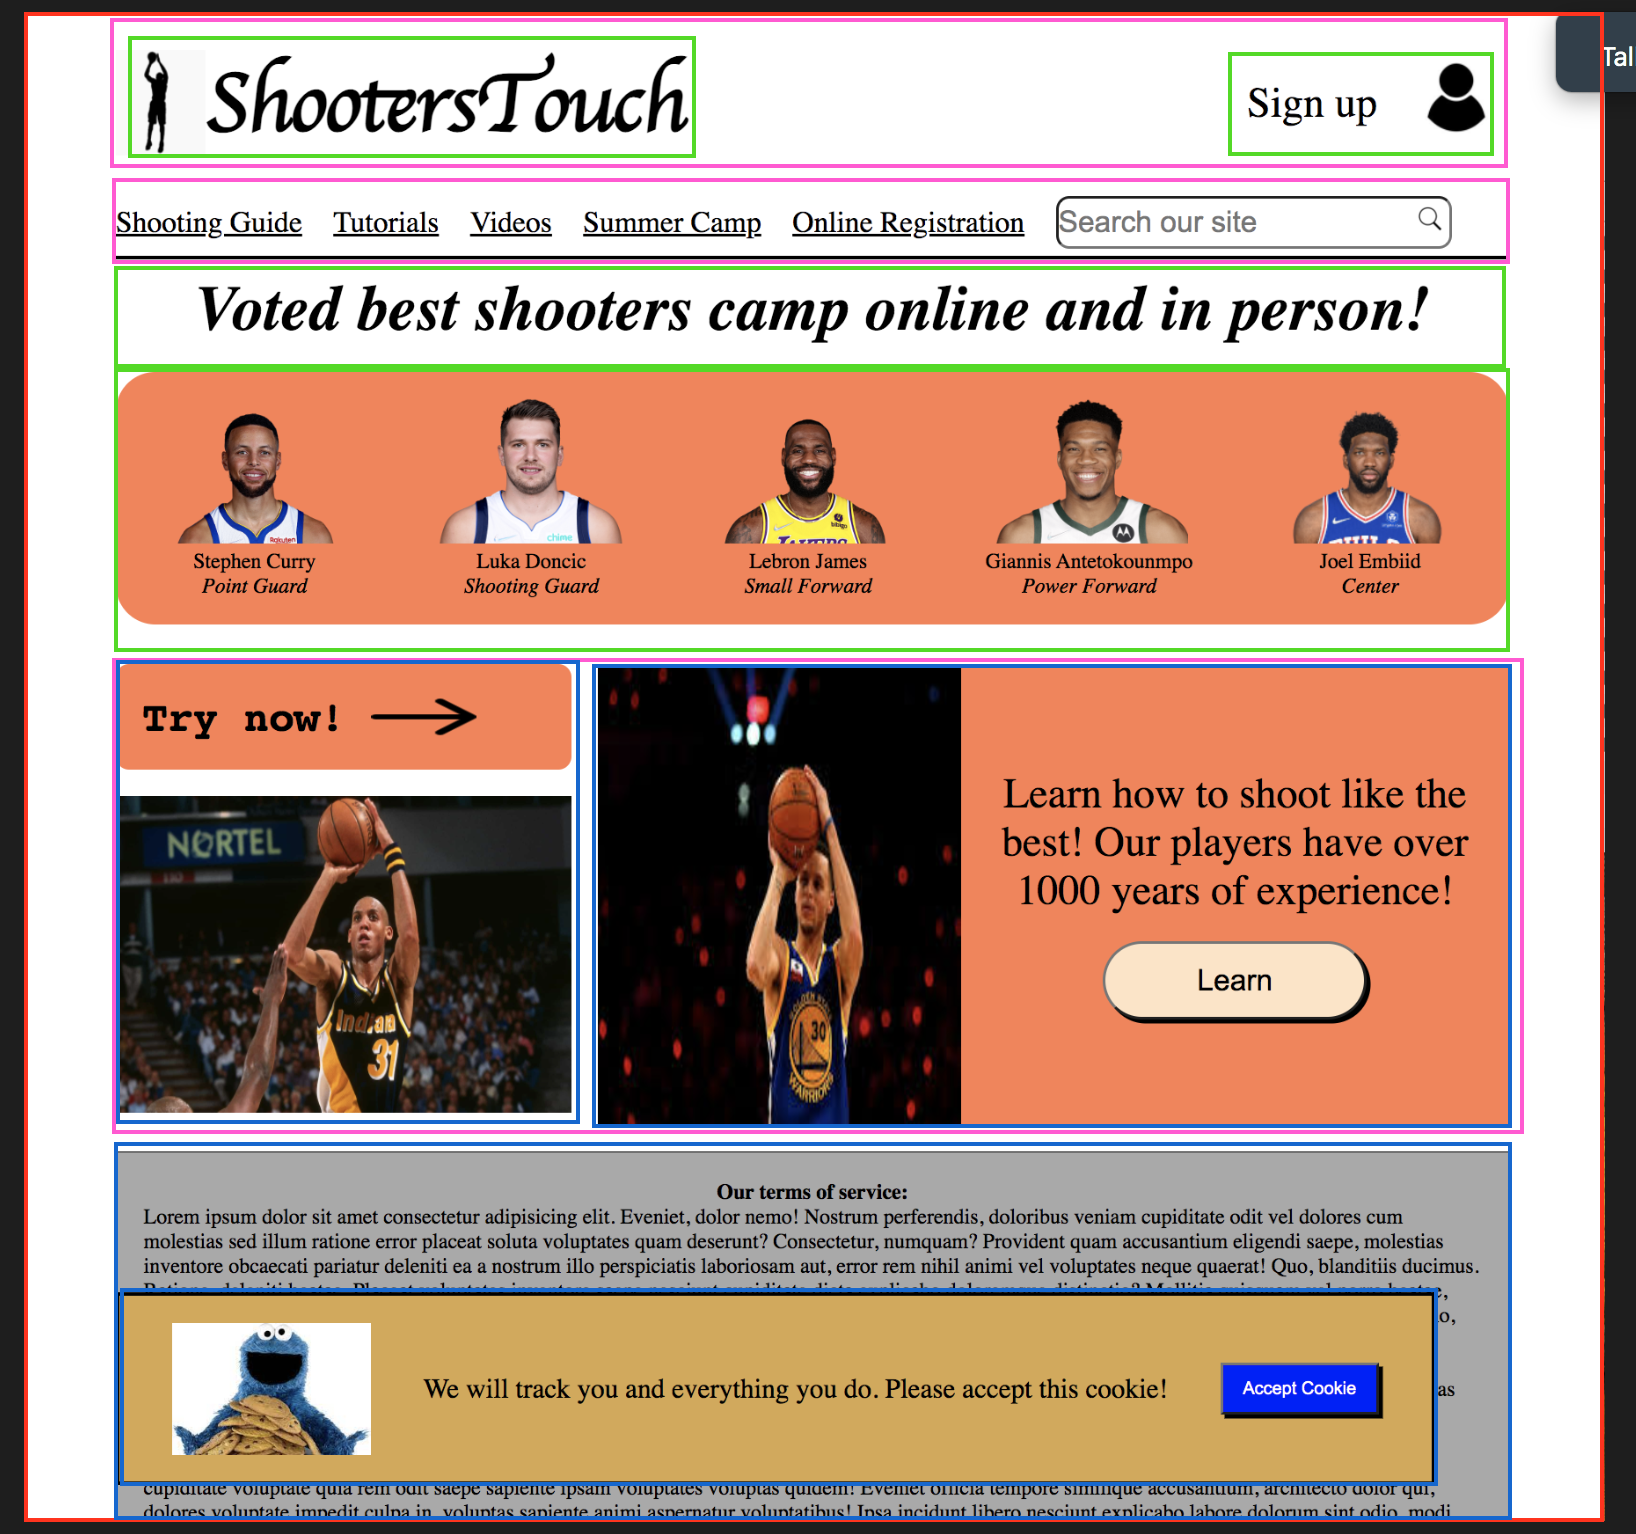 Tal
ShootersTouch
Sign up
Shooting Guide Tutorials Videos Summer Camp Online Registration Search our site
Voted best shooters camp online and in person!
Rakuten
chime
bibigo
LAKERS
PHILA
Stephen Curry Luka Doncic Lebron James Giannis Antetokounmpo Joel Embiid
Point Guard Shooting Guard Small Forward Power Forward Center
Try now!
NORTEL
Indiana
31
GOLDEN STATE
30
WARRIORS
Learn how to shoot like the
best! Our players have over
1000 years of experience!
Learn
Our terms of service:
Lorem ipsum dolor sit amet consectetur adipisicing elit. Eveniet, dolor nemo! Nostrum perferendis, doloribus veniam cupiditate odit vel dolores cum
molestias sed illum ratione error placeat soluta voluptates quam deserunt? Consectetur, numquam? Provident quam accusantium eligendi saepe, molestias
inventore obcaecati pariatur deleniti ea a nostrum illo perspiciatis laboriosam aut, error rem nihil animi vel voluptates neque quaerat! Quo, blanditiis ducimus.
We will track you and everything you do. Please accept this cookie!
Accept Cookie
cupiditate voluptate quia rem odit saepe sapiente ipsam voluptates voluptas quidem! Eveniet officia tempore similique accusantium, architecto dolor qui,
dolores voluptate impedit culpa in, voluptas sapiente animi aspernatur voluptatibus! Ipsa incidunt libero nesciunt explicabo labore dolorum sint odio, modi